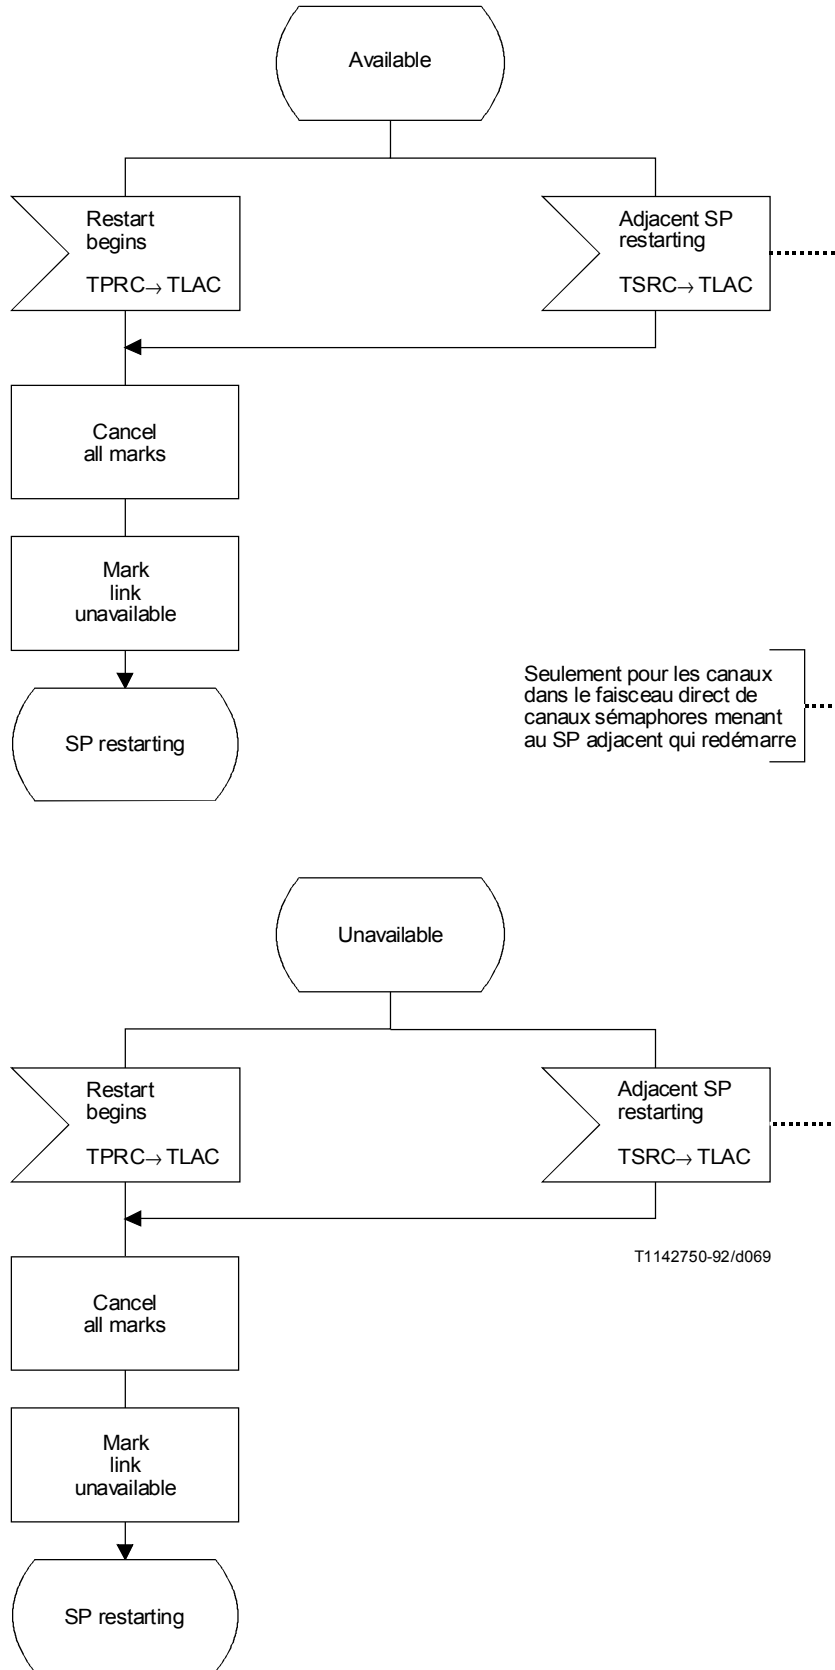 Available
Restart
begins
TPRC→TLAC
Adjacent SP
restarting
TSRC→TLAC
Cancel
all marks
Mark
link
unavailable
SP restarting
Seulement pour les canaux
dans le faisceau direct de
canaux sémaphores menant
au SP adjacent qui redémarre
Unavailable
Restart
begins
TPRC→TLAC
Adjacent SP
restarting
TSRC→TLAC
T1142750-92/d069
Cancel
all marks
Mark
link
unavailable
SP restarting